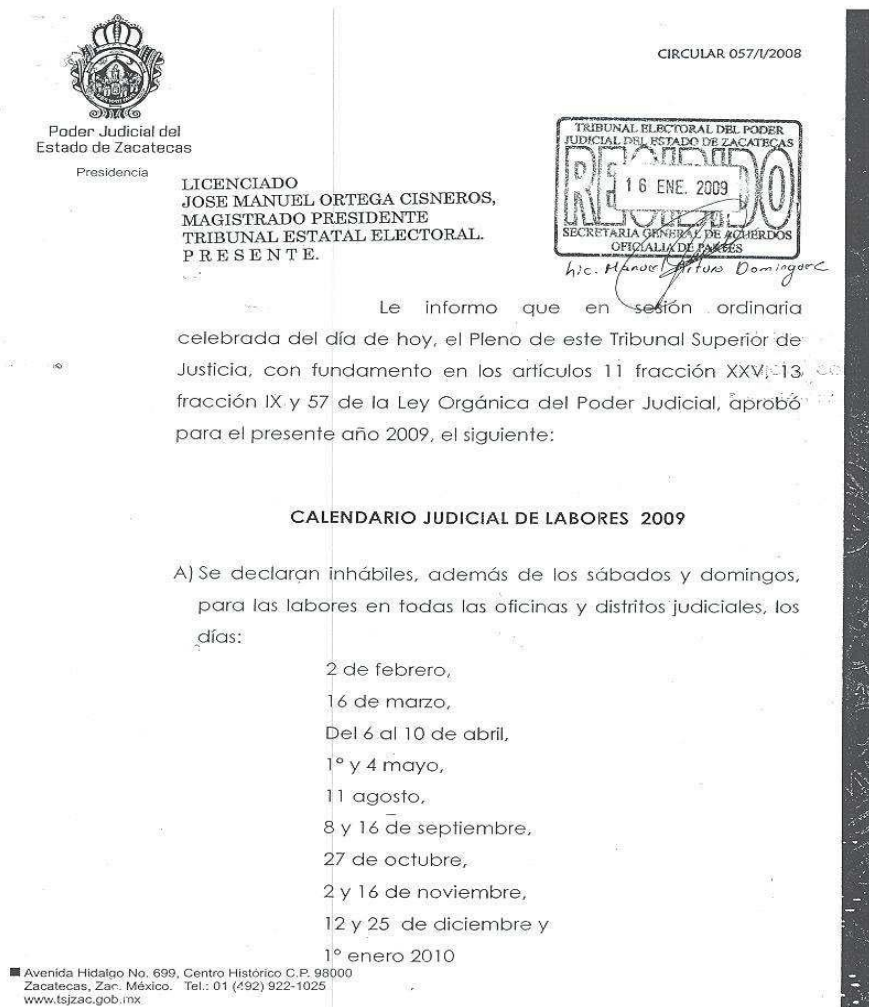 CIRCULAR 057/I/2008
Poder Judicial del
Estado de Zacatecas
Presidencia
TRIBUNAL ELECTORAL DEL PODER
JUDICIAL DEL ESTADO DE ZACATECAS
RECIBIDO
16 ENE. 2009
SECRETARIA GENERAL DE ACUERDOS
OFICIALIA DE PARTES
Lic. Manuel Arturo Dominguez
LICENCIADO
JOSE MANUEL ORTEGA CISNEROS,
MAGISTRADO PRESIDENTE
TRIBUNAL ESTATAL ELECTORAL.
P R E S E N T E.
Le informo que en sesión ordinaria
celebrada del día de hoy, el Pleno de este Tribunal Superior de
Justicia, con fundamento en los artículos 11 fracción XXV, 13
fracción IX y 57 de la Ley Orgánica del Poder Judicial, aprobó
para el presente año 2009, el siguiente:
CALENDARIO JUDICIAL DE LABORES 2009
A) Se declaran inhábiles, además de los sábados y domingos,
para las labores en todas las oficinas y distritos judiciales, los
días:
2 de febrero,
16 de marzo,
Del 6 al 10 de abril,
1º y 4 mayo,
11 agosto,
8 y 16 de septiembre,
27 de octubre,
2 y 16 de noviembre,
12 y 25 de diciembre y
1º enero 2010
Avenida Hidalgo No. 699, Centro Histórico C.P. 98000
Zacatecas, Zac. México. Tel.: 01 (492) 922-1025
www.tsjzac.gob.mx